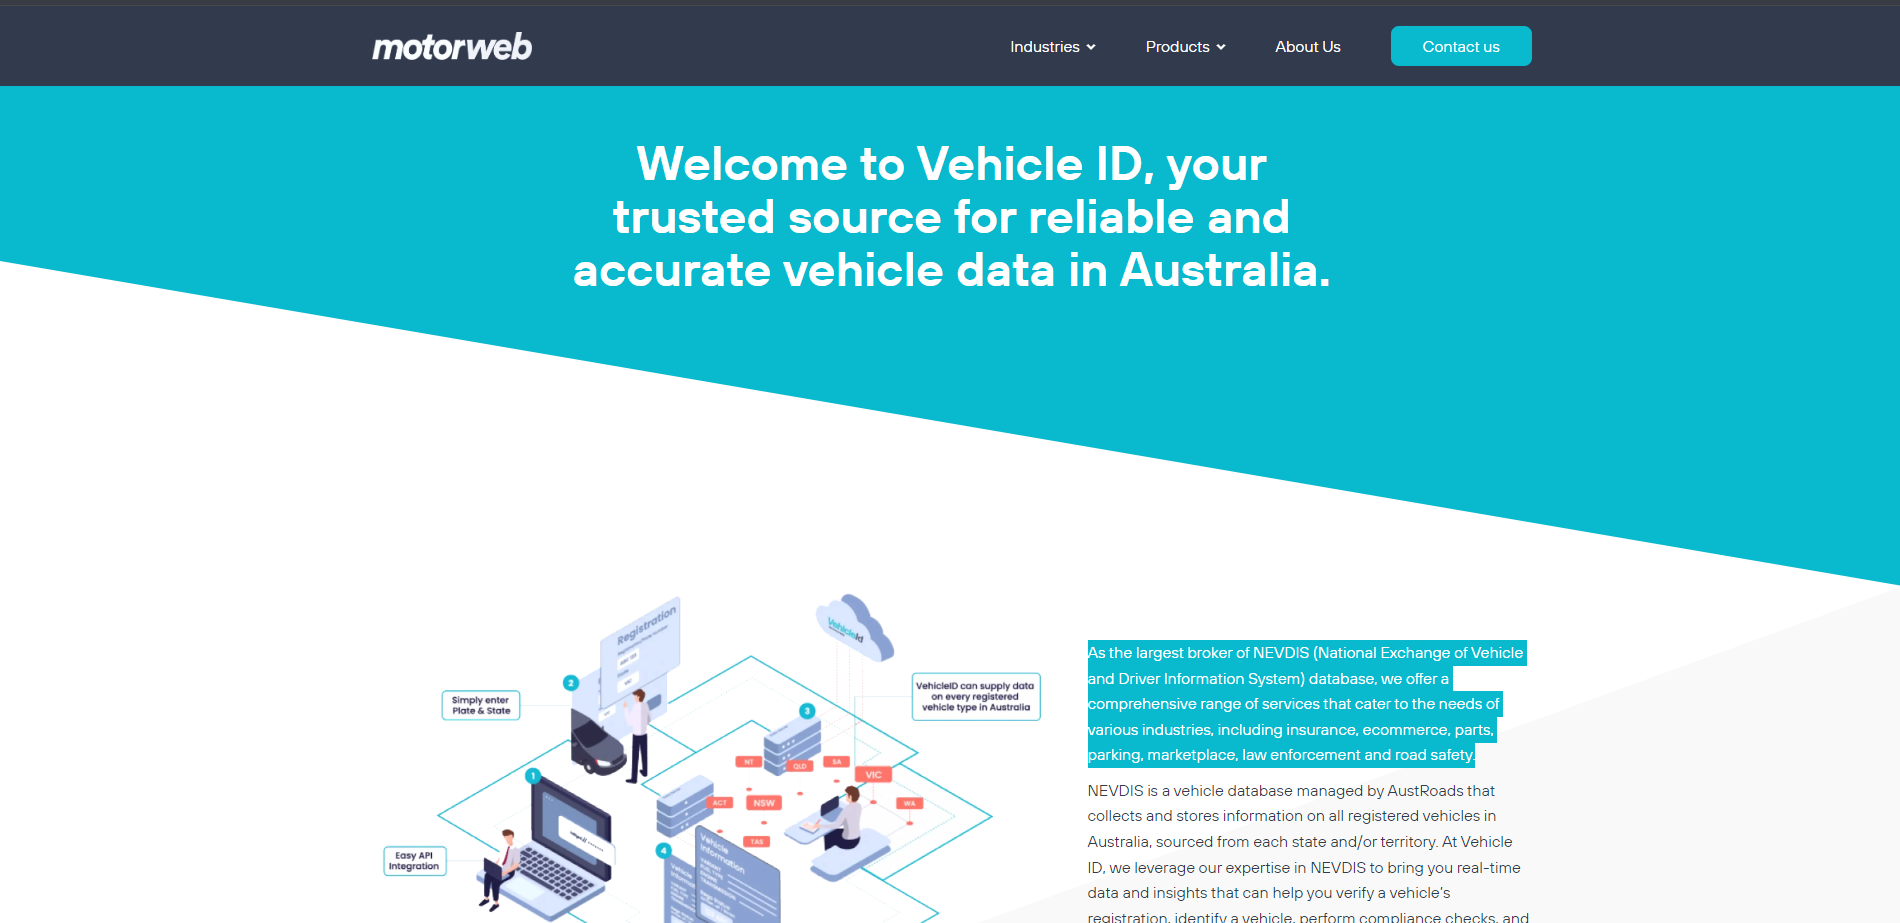 motorweb
Industries
Products
About Us
Contact us
Welcome to Vehicle ID, your
trusted source for reliable and
accurate vehicle data in Australia.
Registration
VehicleId
2
Simply enter
Plate & State
VehicleID can supply data
on every registered
vehicle type in Australia
3
NT
QLD
SA
VIC
1
ACT
NSW
WA
TAS
4
Easy API
Integration
Vehicle
Information
As the largest broker of NEVDIS (National Exchange of Vehicle
and Driver Information System) database, we offer a
comprehensive range of services that cater to the needs of
various industries, including insurance, ecommerce, parts,
parking, marketplace, law enforcement and road safety.
NEVDIS is a vehicle database managed by AustRoads that
collects and stores information on all registered vehicles in
Australia, sourced from each state and/or territory. At Vehicle
ID, we leverage our expertise in NEVDIS to bring you real-time
data and insights that can help you verify a vehicle's
registration, identify a vehicle, perform compliance checks, and